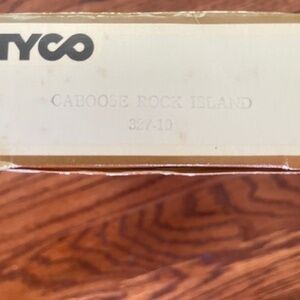 TYCO
CABOOSE ROCK ISLAND
327-10